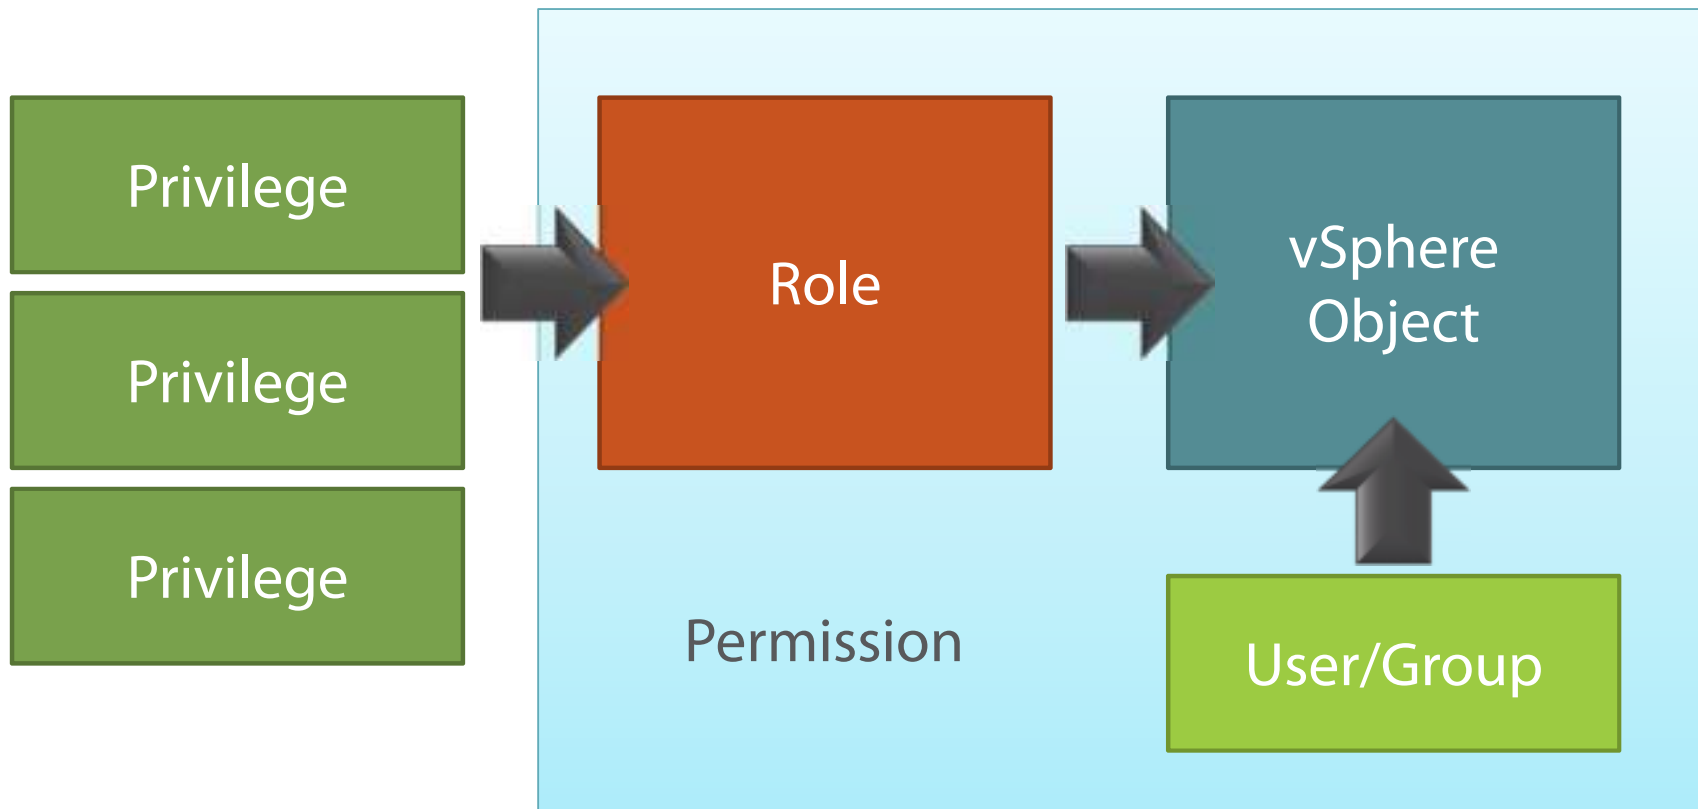 Privilege
Privilege
Privilege
Role
vSphere
Object
Permission
User/Group